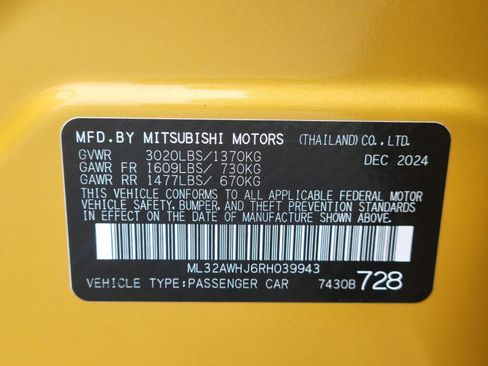 MFD.BY MITSUBISHI MOTORS (THAILAND)CO.,LTD.
GVWR 3020LBS/1370KG DEC 2024
GAWR FR 1609LBS/ 730KG
GAWR RR 1477LBS/ 670KG
THIS VEHICLE CONFORMS TO ALL APPLICABLE FEDERAL MOTOR
VEHICLE SAFETY, BUMPER, AND THEFT PREVENTION STANDARDS
IN EFFECT ON THE DATE OF MANUFACTURE SHOWN ABOVE.
ML32AWHJ6RH039943
VEHICLE TYPE:PASSENGER CAR 7430B 728